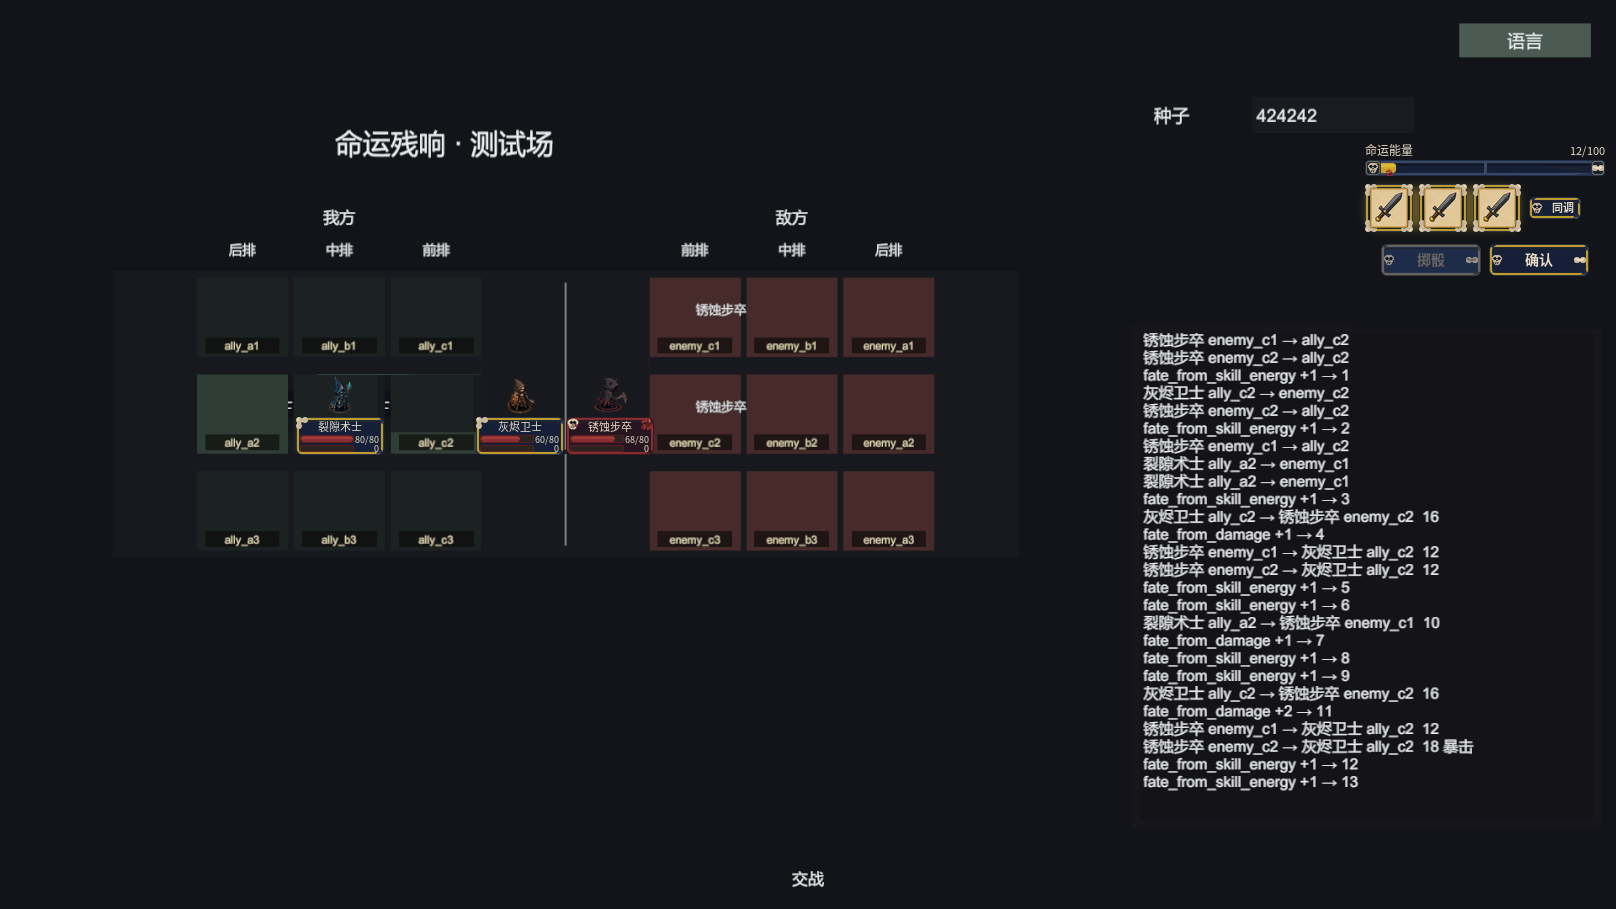 语言
种子 424242
命运能量 12/100
同调
掷骰 确认
命运残响 · 测试场
我方 敌方
后排 中排 前排 前排 中排 后排
锈蚀步卒
ally_a1 ally_b1 ally_c1 enemy_c1 enemy_b1 enemy_a1
锈蚀步卒
裂隙术士 灰烬卫士 锈蚀步卒
80/80 60/80 68/80
0 0 0
ally_a2 ally_c2 enemy_c2 enemy_b2 enemy_a2
ally_a3 ally_b3 ally_c3 enemy_c3 enemy_b3 enemy_a3
锈蚀步卒 enemy_c1 → ally_c2
锈蚀步卒 enemy_c2 → ally_c2
fate_from_skill_energy +1 → 1
灰烬卫士 ally_c2 → enemy_c2
锈蚀步卒 enemy_c2 → ally_c2
fate_from_skill_energy +1 → 2
锈蚀步卒 enemy_c1 → ally_c2
裂隙术士 ally_a2 → enemy_c1
裂隙术士 ally_a2 → enemy_c1
fate_from_skill_energy +1 → 3
灰烬卫士 ally_c2 → 锈蚀步卒 enemy_c2 16
fate_from_damage +1 → 4
锈蚀步卒 enemy_c1 → 灰烬卫士 ally_c2 12
锈蚀步卒 enemy_c2 → 灰烬卫士 ally_c2 12
fate_from_skill_energy +1 → 5
fate_from_skill_energy +1 → 6
裂隙术士 ally_a2 → 锈蚀步卒 enemy_c1 10
fate_from_damage +1 → 7
fate_from_skill_energy +1 → 8
fate_from_skill_energy +1 → 9
灰烬卫士 ally_c2 → 锈蚀步卒 enemy_c2 16
fate_from_damage +2 → 11
锈蚀步卒 enemy_c1 → 灰烬卫士 ally_c2 12
锈蚀步卒 enemy_c2 → 灰烬卫士 ally_c2 18 暴击
fate_from_skill_energy +1 → 12
fate_from_skill_energy +1 → 13
交战